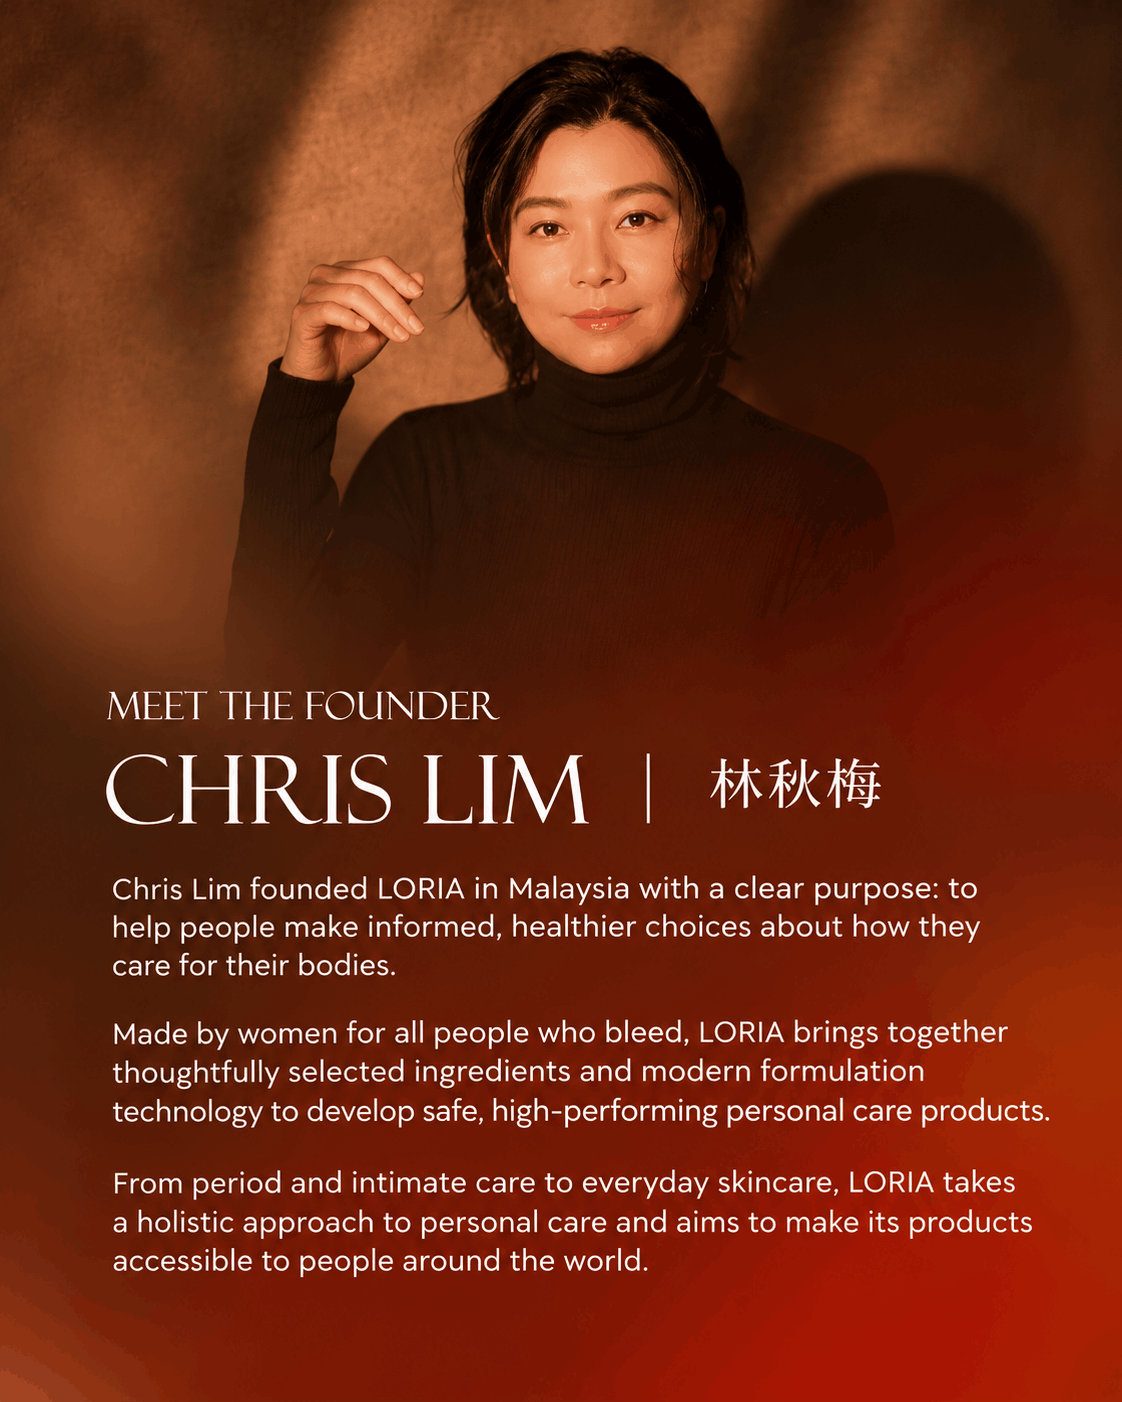 MEET THE FOUNDER
CHRIS LIM | 林秋梅
Chris Lim founded LORIA in Malaysia with a clear purpose: to
help people make informed, healthier choices about how they
care for their bodies.
Made by women for all people who bleed, LORIA brings together
thoughtfully selected ingredients and modern formulation
technology to develop safe, high-performing personal care products.
From period and intimate care to everyday skincare, LORIA takes
a holistic approach to personal care and aims to make its products
accessible to people around the world.